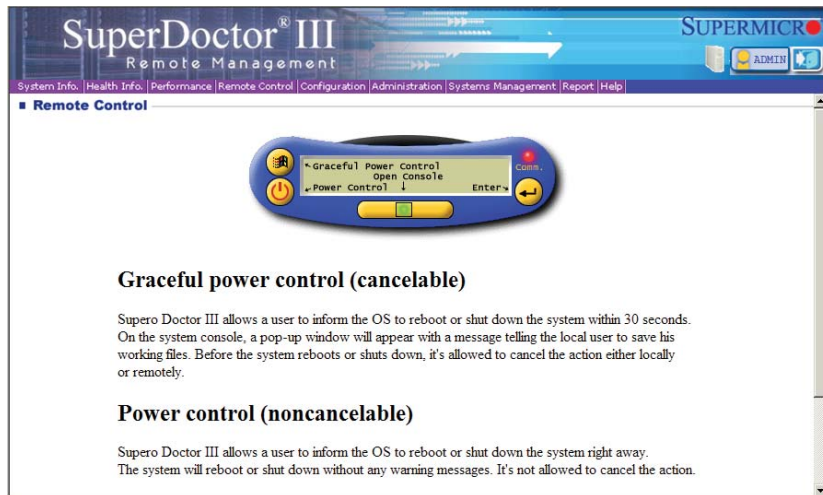 SuperDoctor® III
Remote Management
SUPERMICRO
ADMIN
System Info. Health Info. Performance Remote Control Configuration Administration Systems Management Report Help
Remote Control
Graceful Power Control
Open Console
Power Control ↓ Enter
Comm.
Graceful power control (cancelable)
Supero Doctor III allows a user to inform the OS to reboot or shut down the system within 30 seconds.
On the system console, a pop-up window will appear with a message telling the local user to save his
working files. Before the system reboots or shuts down, it's allowed to cancel the action either locally
or remotely.
Power control (noncancelable)
Supero Doctor III allows a user to inform the OS to reboot or shut down the system right away.
The system will reboot or shut down without any warning messages. It's not allowed to cancel the action.